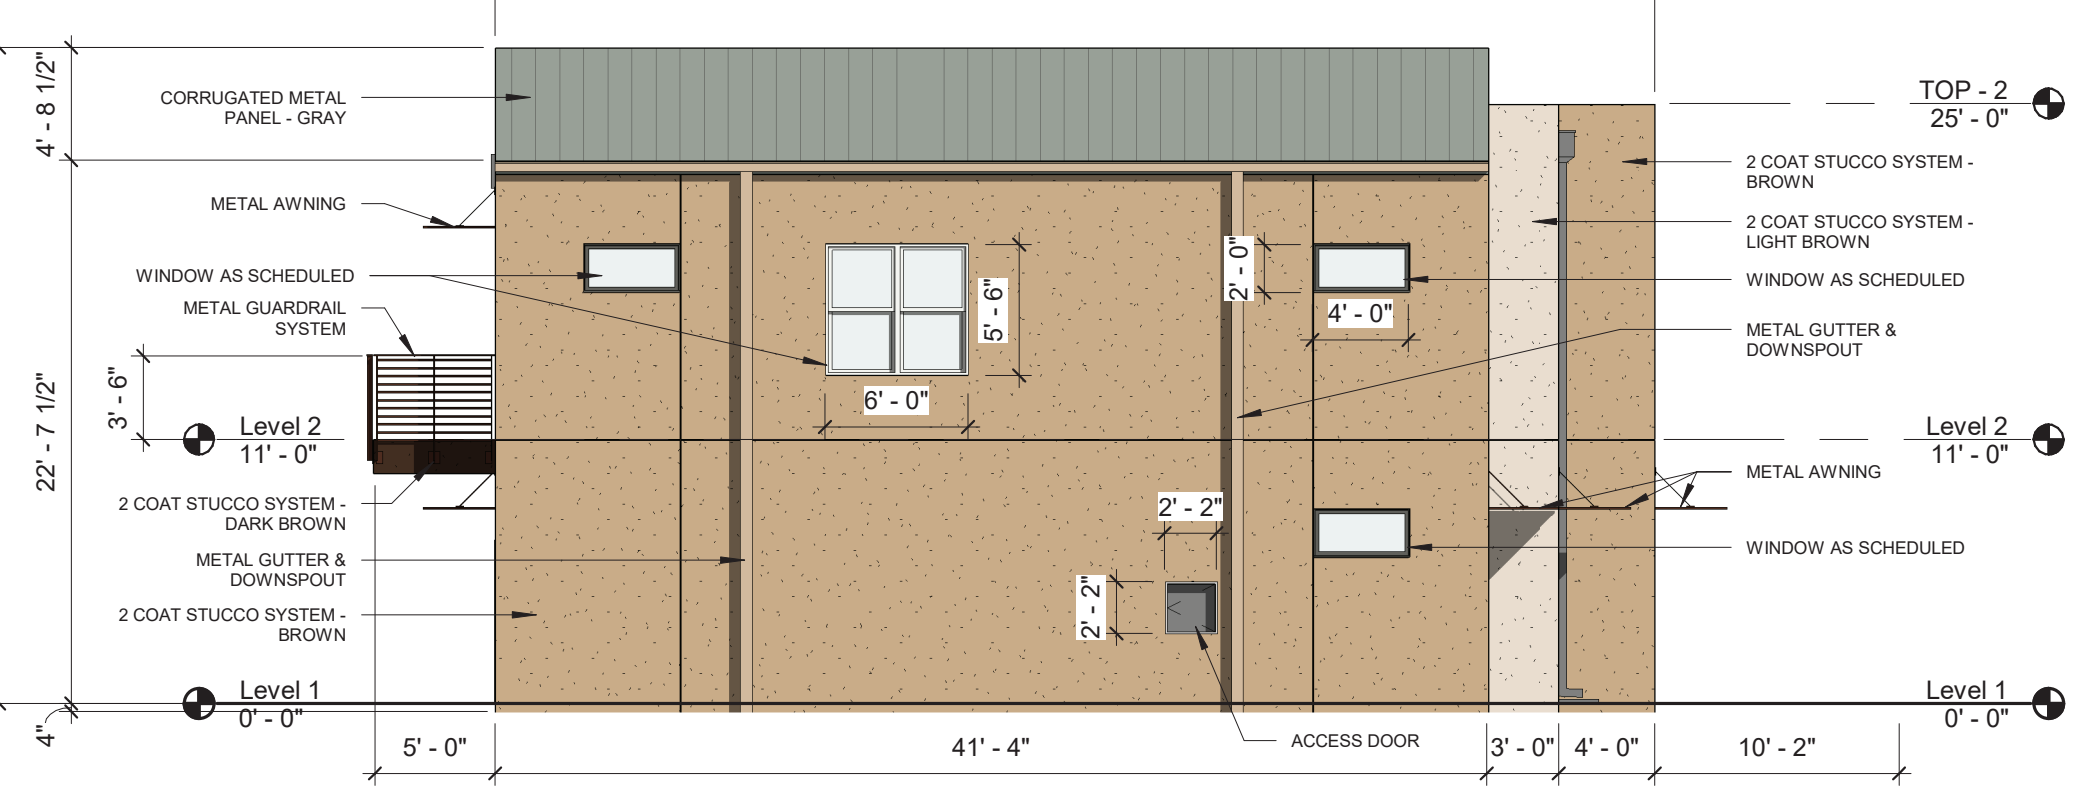 4' - 8 1/2"
CORRUGATED METAL
PANEL - GRAY
METAL AWNING
WINDOW AS SCHEDULED
METAL GUARDRAIL
SYSTEM
3' - 6"
22' - 7 1/2"
Level 2
11' - 0"
2 COAT STUCCO SYSTEM -
DARK BROWN
METAL GUTTER &
DOWNSPOUT
2 COAT STUCCO SYSTEM -
BROWN
Level 1
0' - 0"
4"
5' - 6"
6' - 0"
2' - 0"
4' - 0"
2' - 2"
2' - 2"
ACCESS DOOR
5' - 0"
41' - 4"
3' - 0"
4' - 0"
10' - 2"
TOP - 2
25' - 0"
2 COAT STUCCO SYSTEM -
BROWN
2 COAT STUCCO SYSTEM -
LIGHT BROWN
WINDOW AS SCHEDULED
METAL GUTTER &
DOWNSPOUT
Level 2
11' - 0"
METAL AWNING
WINDOW AS SCHEDULED
Level 1
0' - 0"